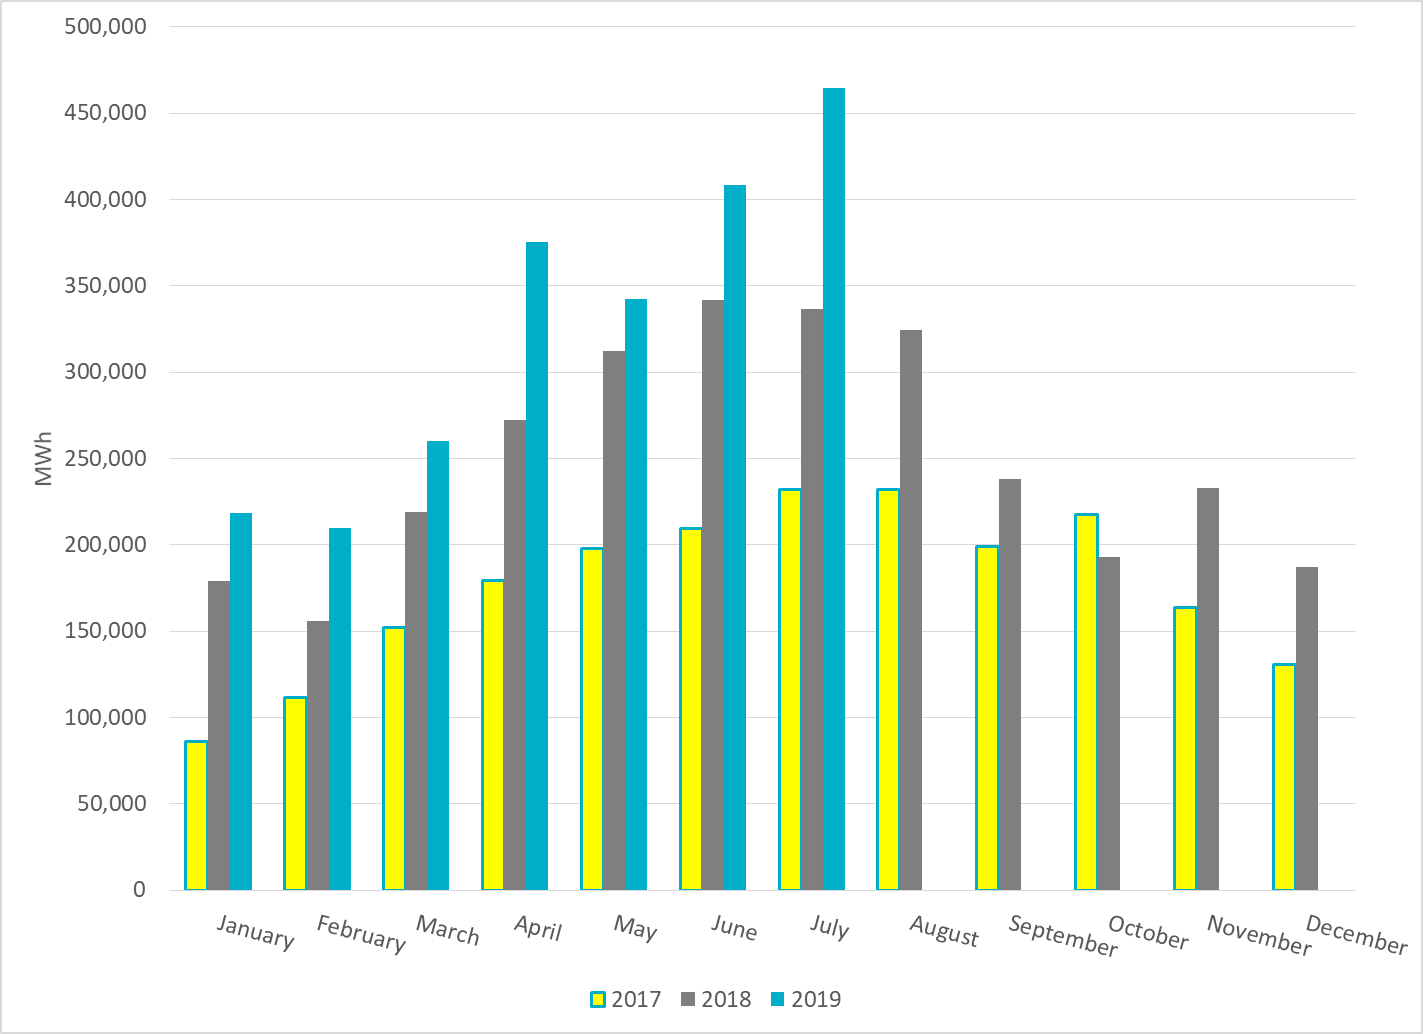 500,000
450,000
400,000
350,000
300,000
250,000
200,000
150,000
100,000
50,000
0
MWh
January
February
March
April
May
June
July
August
September
October
November
December
2017
2018
2019